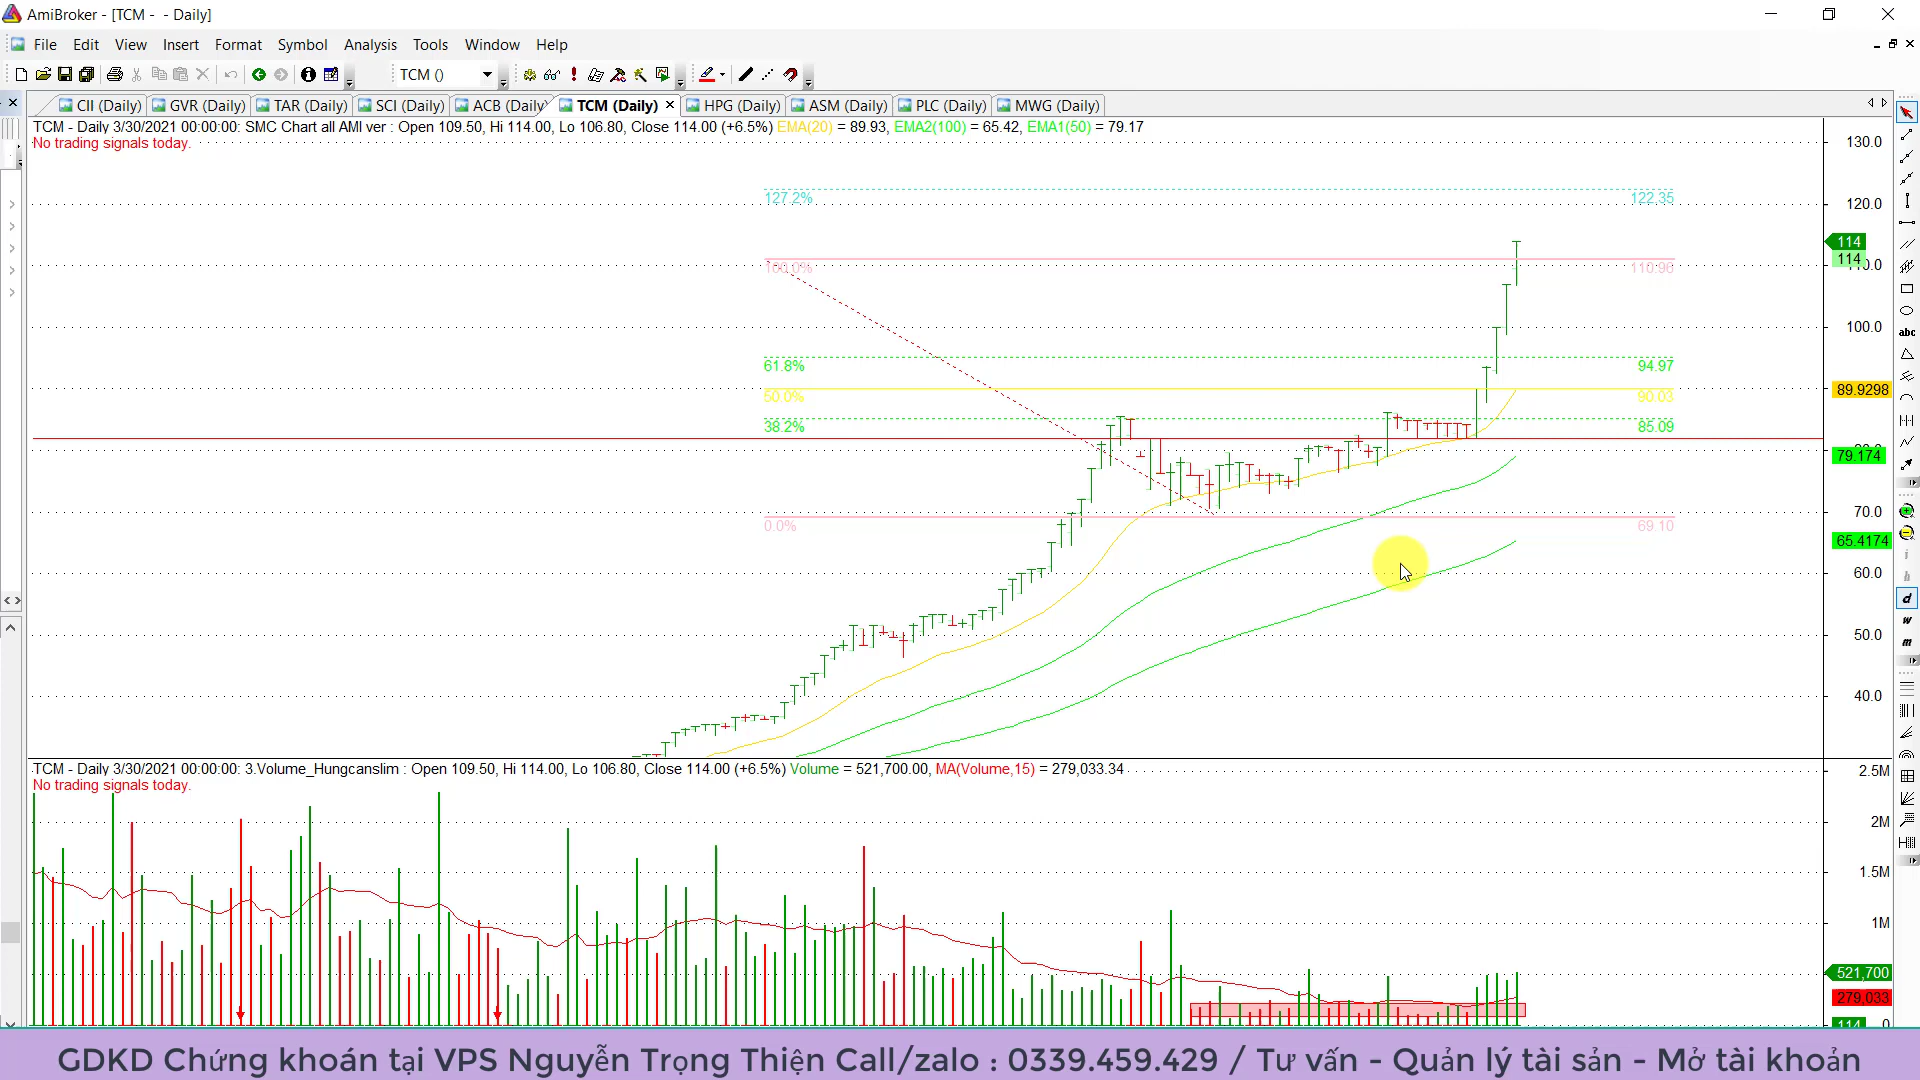 AmiBroker - [TCM - - Daily]
File Edit View Insert Format Symbol Analysis Tools Window Help
TCM ()
CII (Daily) GVR (Daily) TAR (Daily) SCI (Daily) ACB (Daily) TCM (Daily) HPG (Daily) ASM (Daily) PLC (Daily) MWG (Daily)
TCM - Daily 3/30/2021 00:00:00: SMC Chart all AMI ver : Open 109.50, Hi 114.00, Lo 106.80, Close 114.00 (+6.5%) EMA(20) = 89.93, EMA2(100) = 65.42, EMA1(50) = 79.17
No trading signals today.
130.0
127.2% 122.35
120.0
114
114
100.0% 110.96
100.0
61.8% 94.97
89.9298
50.0% 90.03
38.2% 85.09
79.174
70.0
0.0% 69.10
65.4174
60.0
50.0
40.0
abc
d
w
m
TCM - Daily 3/30/2021 00:00:00: 3.Volume_Hungcanslim : Open 109.50, Hi 114.00, Lo 106.80, Close 114.00 (+6.5%) Volume = 521,700.00, MA(Volume,15) = 279,033.34
No trading signals today.
2.5M
2M
1.5M
1M
521,700
279,033
114 0
GDKD Chứng khoán tại VPS Nguyễn Trọng Thiện Call/zalo : 0339.459.429 / Tư vấn - Quản lý tài sản - Mở tài khoản